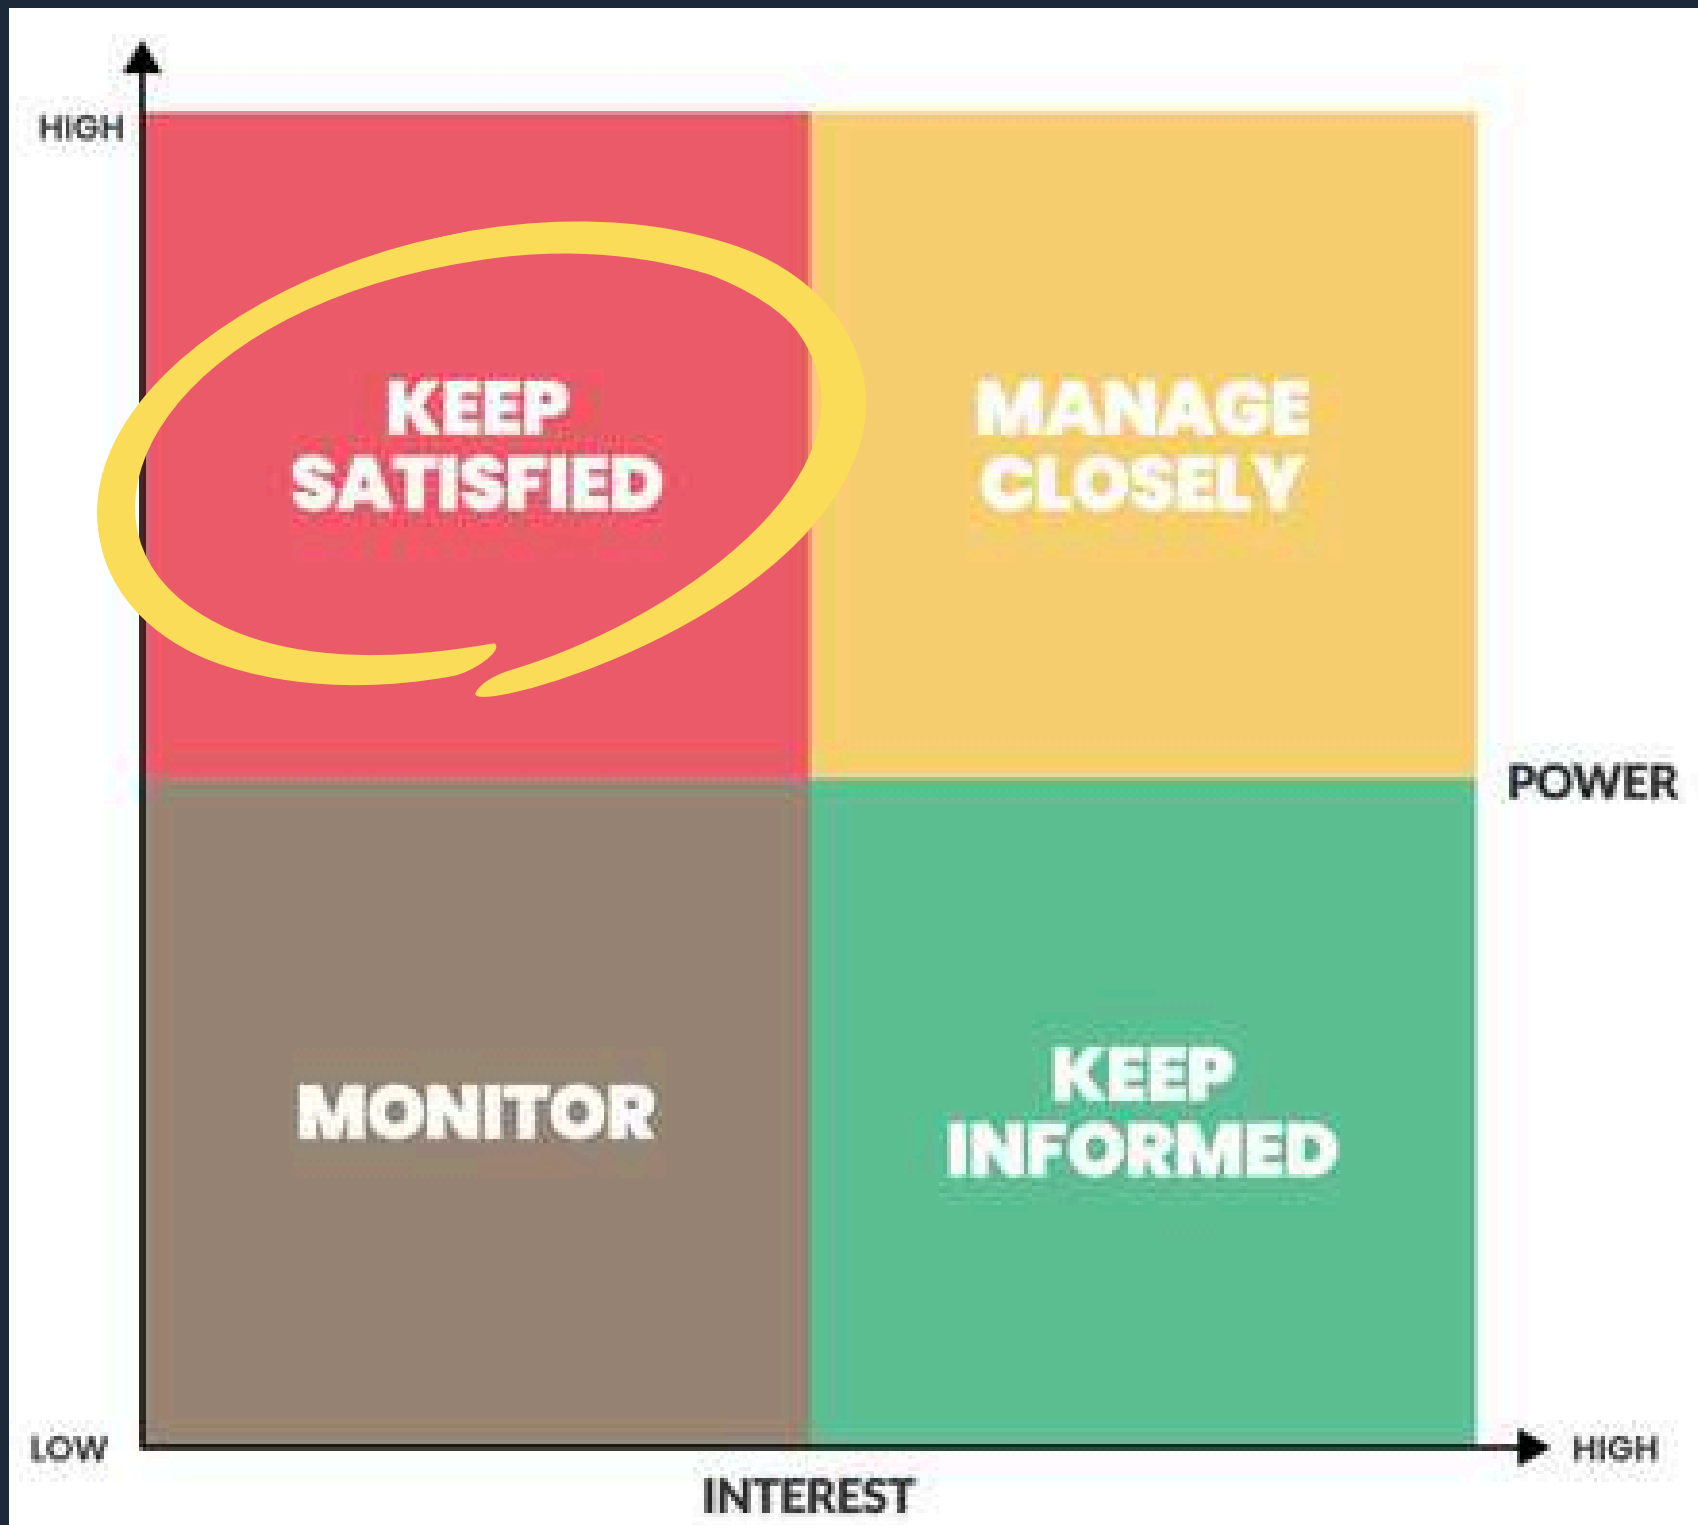 HIGH
KEEP
SATISFIED
MANAGE
CLOSELY
POWER
MONITOR
KEEP
INFORMED
LOW
HIGH
INTEREST